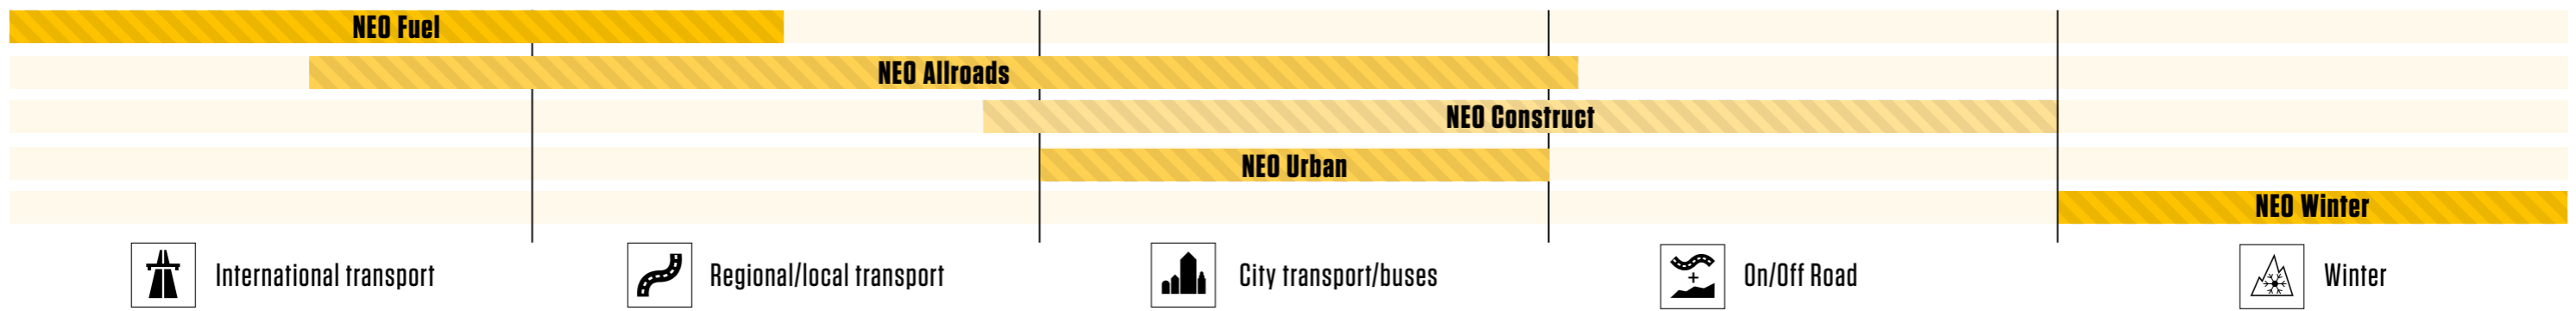 NEO Fuel
NEO Allroads
NEO Construct
NEO Urban
NEO Winter
International transport
Regional/local transport
City transport/buses
On/Off Road
Winter